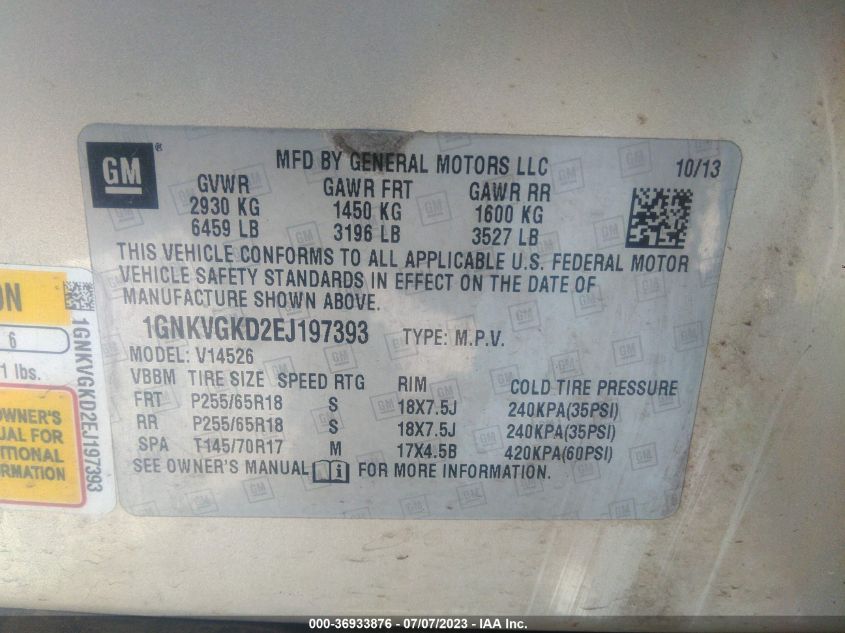 GM ®
MFD BY GENERAL MOTORS LLC 10/13
GVWR GAWR FRT GAWR RR
2930 KG 1450 KG 1600 KG
6459 LB 3196 LB 3527 LB
THIS VEHICLE CONFORMS TO ALL APPLICABLE U.S. FEDERAL MOTOR
VEHICLE SAFETY STANDARDS IN EFFECT ON THE DATE OF
MANUFACTURE SHOWN ABOVE.
1GNKVGKD2EJ197393 TYPE: M.P.V.
MODEL: V14526
VBBM TIRE SIZE SPEED RTG RIM COLD TIRE PRESSURE
FRT P255/65R18 S 18X7.5J 240KPA(35PSI)
RR P255/65R18 S 18X7.5J 240KPA(35PSI)
SPA T145/70R17 M 17X4.5B 420KPA(60PSI)
SEE OWNER'S MANUAL i FOR MORE INFORMATION.
ON
6
1 lbs.
OWNER'S
UAL FOR
ITIONAL
RMATION
1GNKVGKD2EJ197393
000-36933876 - 07/07/2023 - IAA Inc.